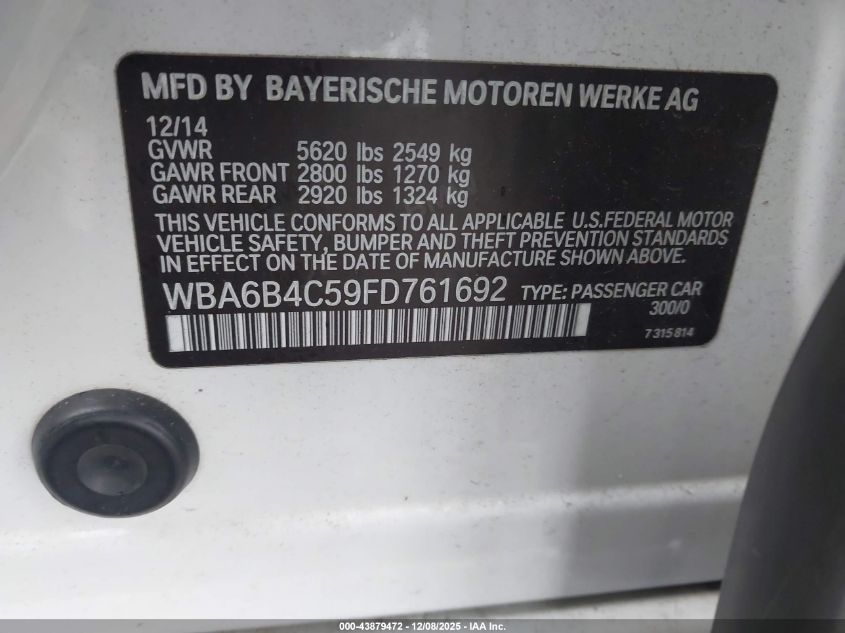 MFD BY BAYERISCHE MOTOREN WERKE AG
12/14
GVWR 5620 lbs 2549 kg
GAWR FRONT 2800 lbs 1270 kg
GAWR REAR 2920 lbs 1324 kg
THIS VEHICLE CONFORMS TO ALL APPLICABLE U.S.FEDERAL MOTOR
VEHICLE SAFETY, BUMPER AND THEFT PREVENTION STANDARDS
IN EFFECT ON THE DATE OF MANUFACTURE SHOWN ABOVE.
WBA6B4C59FD761692 TYPE: PASSENGER CAR
300/0
7315814
000-43879472 - 12/08/2025 - IAA Inc.